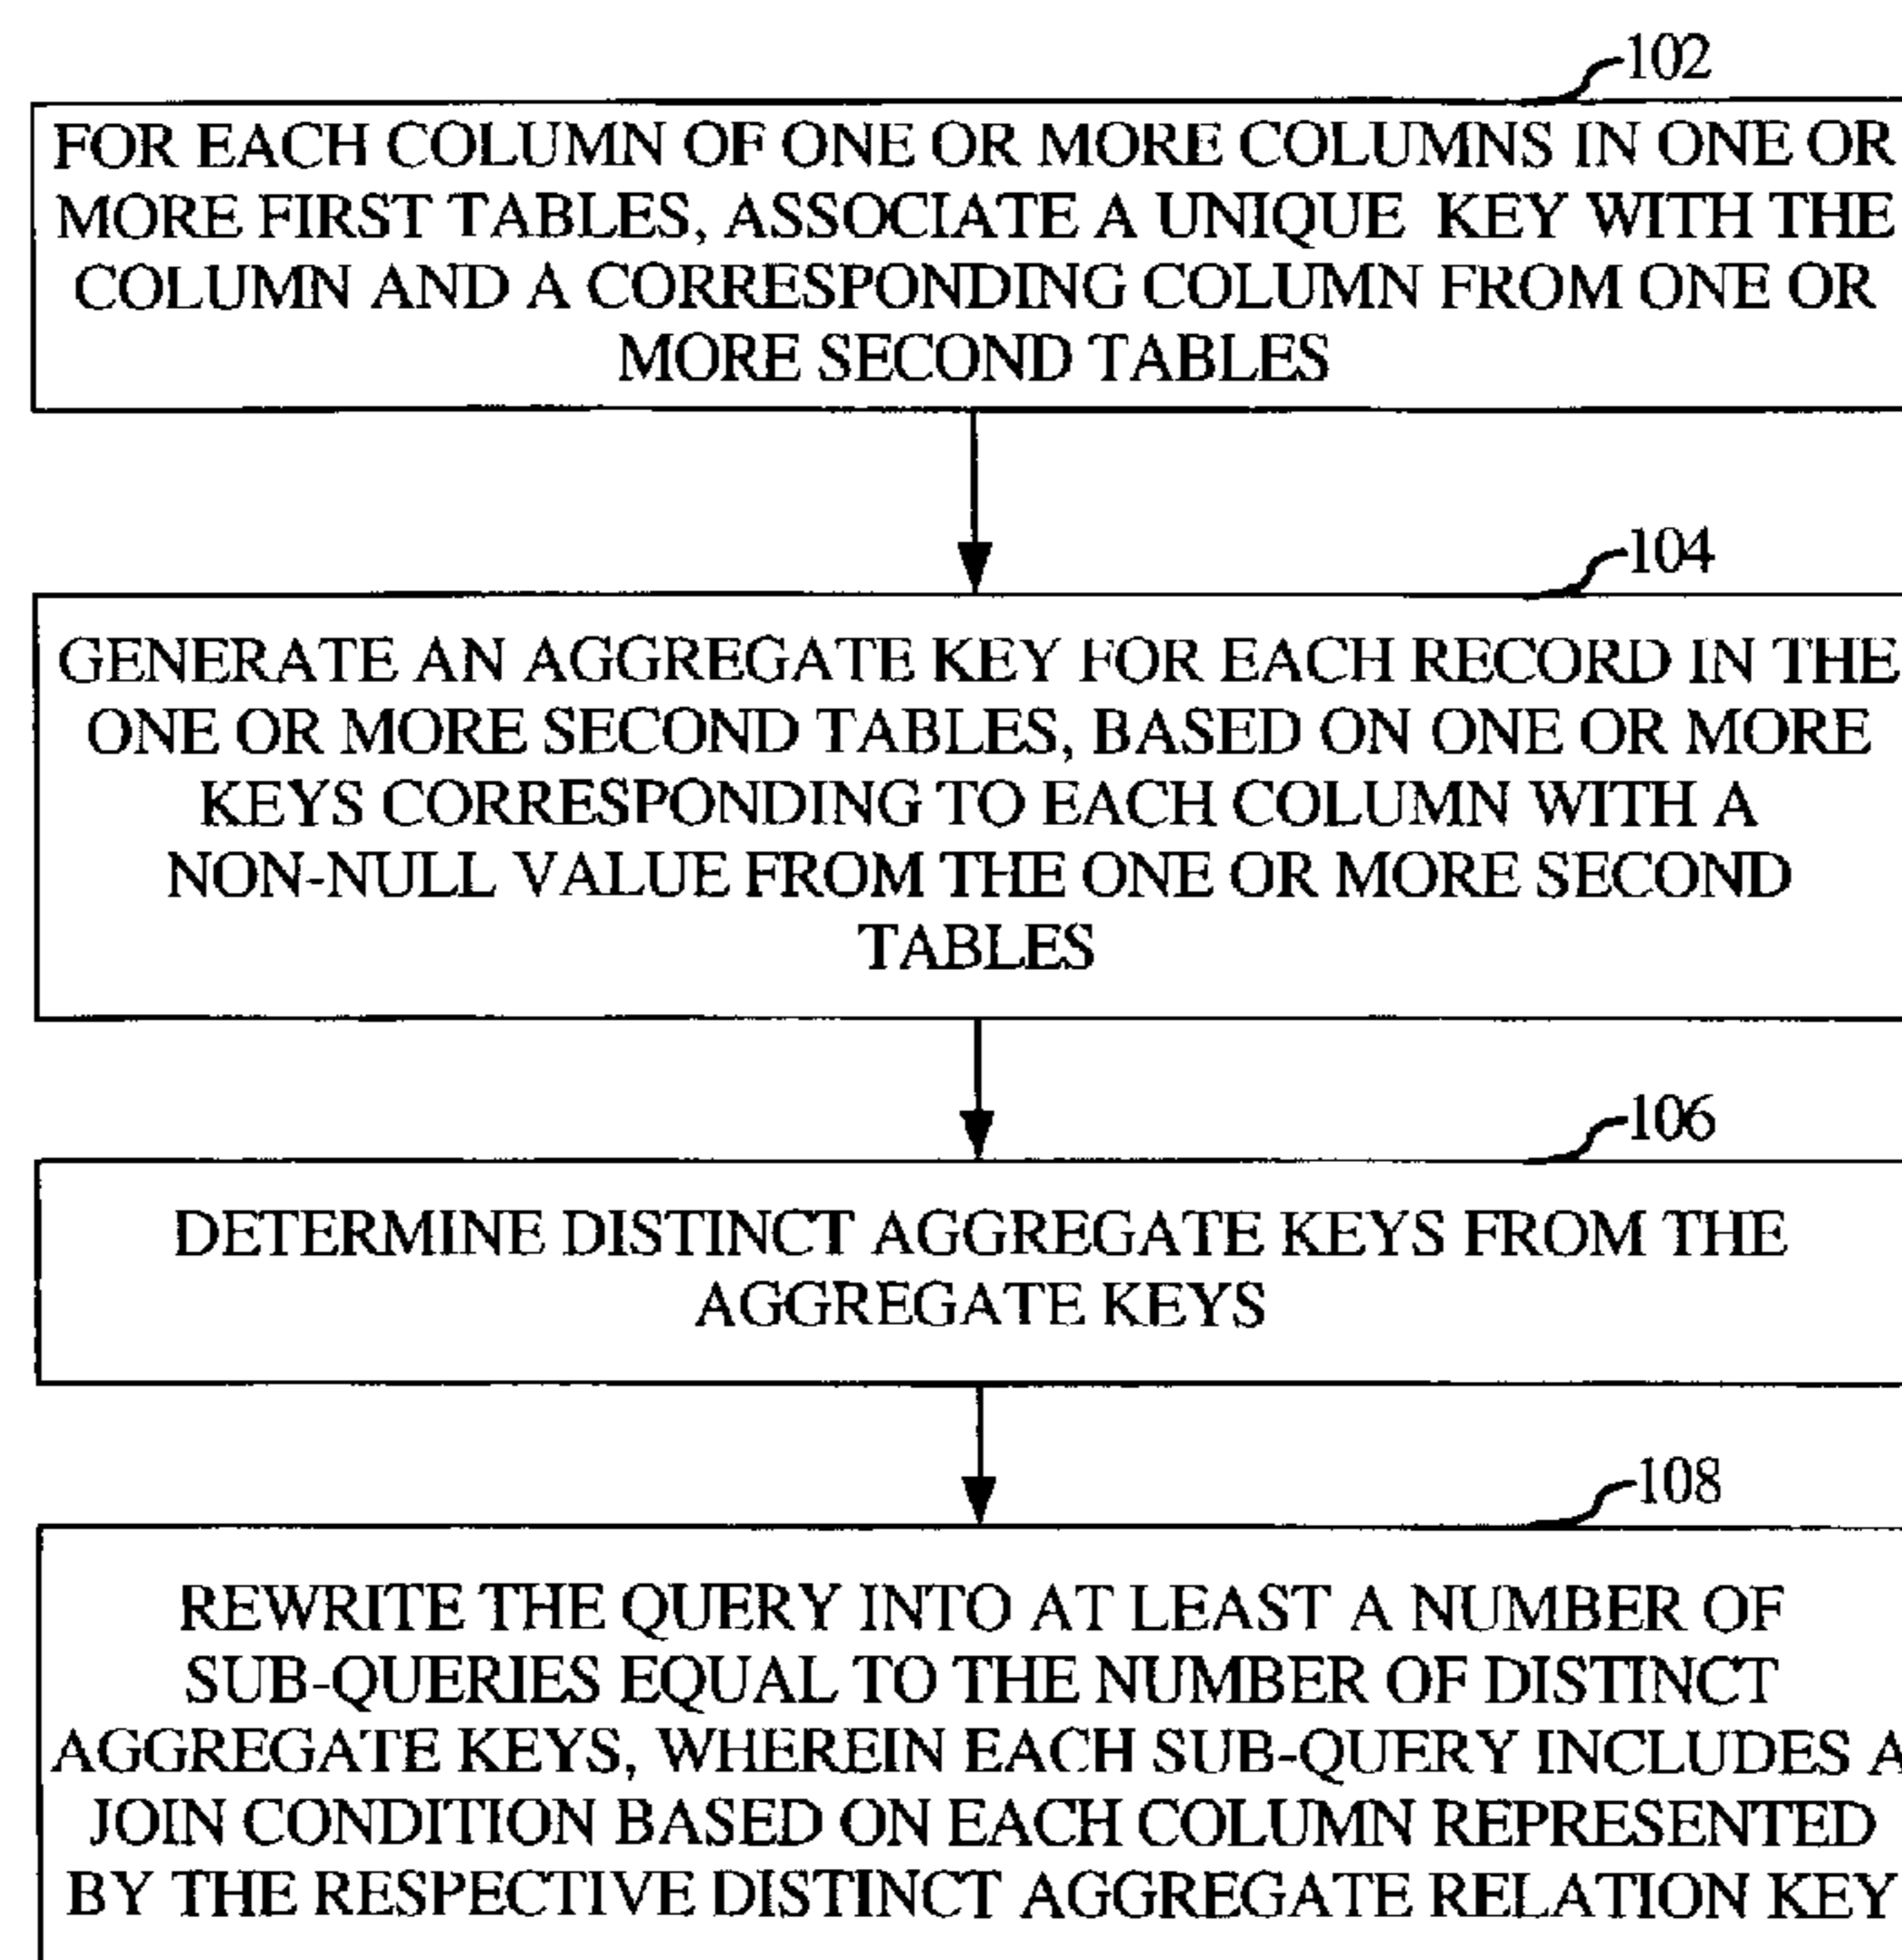 102
FOR EACH COLUMN OF ONE OR MORE COLUMNS IN ONE OR
MORE FIRST TABLES, ASSOCIATE A UNIQUE KEY WITH THE
COLUMN AND A CORRESPONDING COLUMN FROM ONE OR
MORE SECOND TABLES
104
GENERATE AN AGGREGATE KEY FOR EACH RECORD IN THE
ONE OR MORE SECOND TABLES, BASED ON ONE OR MORE
KEYS CORRESPONDING TO EACH COLUMN WITH A
NON-NULL VALUE FROM THE ONE OR MORE SECOND
TABLES
106
DETERMINE DISTINCT AGGREGATE KEYS FROM THE
AGGREGATE KEYS
108
REWRITE THE QUERY INTO AT LEAST A NUMBER OF
SUB-QUERIES EQUAL TO THE NUMBER OF DISTINCT
AGGREGATE KEYS, WHEREIN EACH SUB-QUERY INCLUDES A
JOIN CONDITION BASED ON EACH COLUMN REPRESENTED
BY THE RESPECTIVE DISTINCT AGGREGATE RELATION KEY